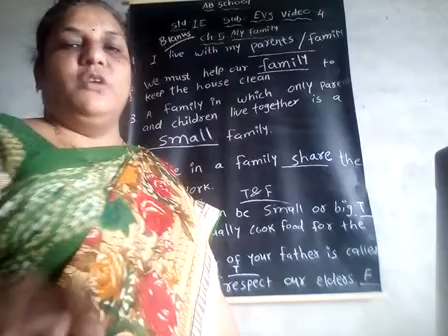 AB School
Std IE Sub EVS Video 4
Blanks Ch 5 My Family
1 I live with my parents/family
2 We must help our family to
keep the house clean
3 A family in which only
and children live together is a
small family.
in a family share the
work.
T & F
be small or big. T
cook food for the
of your father is called
T
respect our elders F